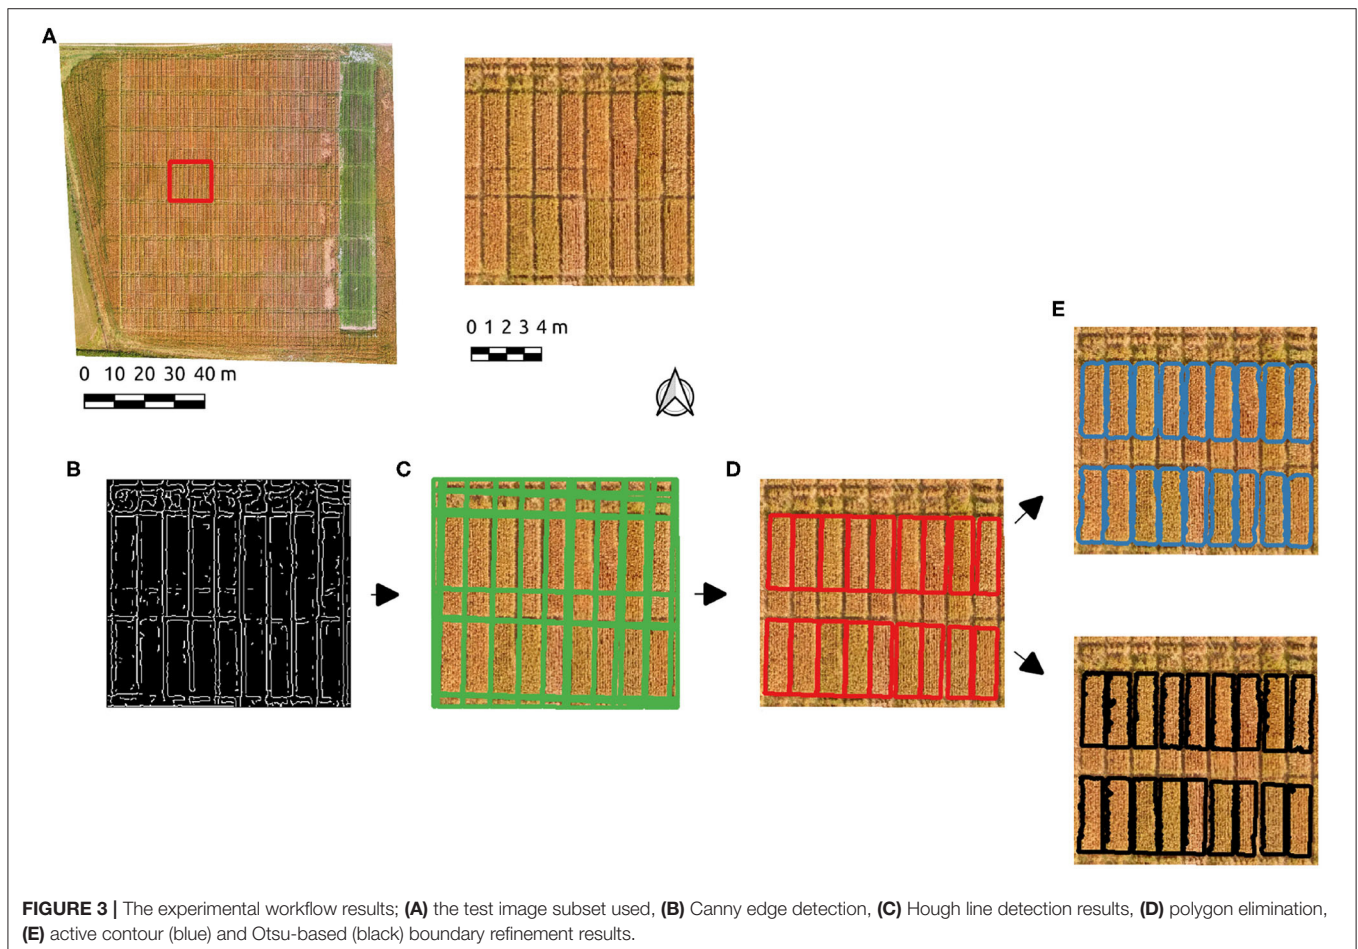 A
0 1 2 3 4 m
0 10 20 30 40 m
E
B
C
D
FIGURE 3 | The experimental workflow results; (A) the test image subset used, (B) Canny edge detection, (C) Hough line detection results, (D) polygon elimination,
(E) active contour (blue) and Otsu-based (black) boundary refinement results.